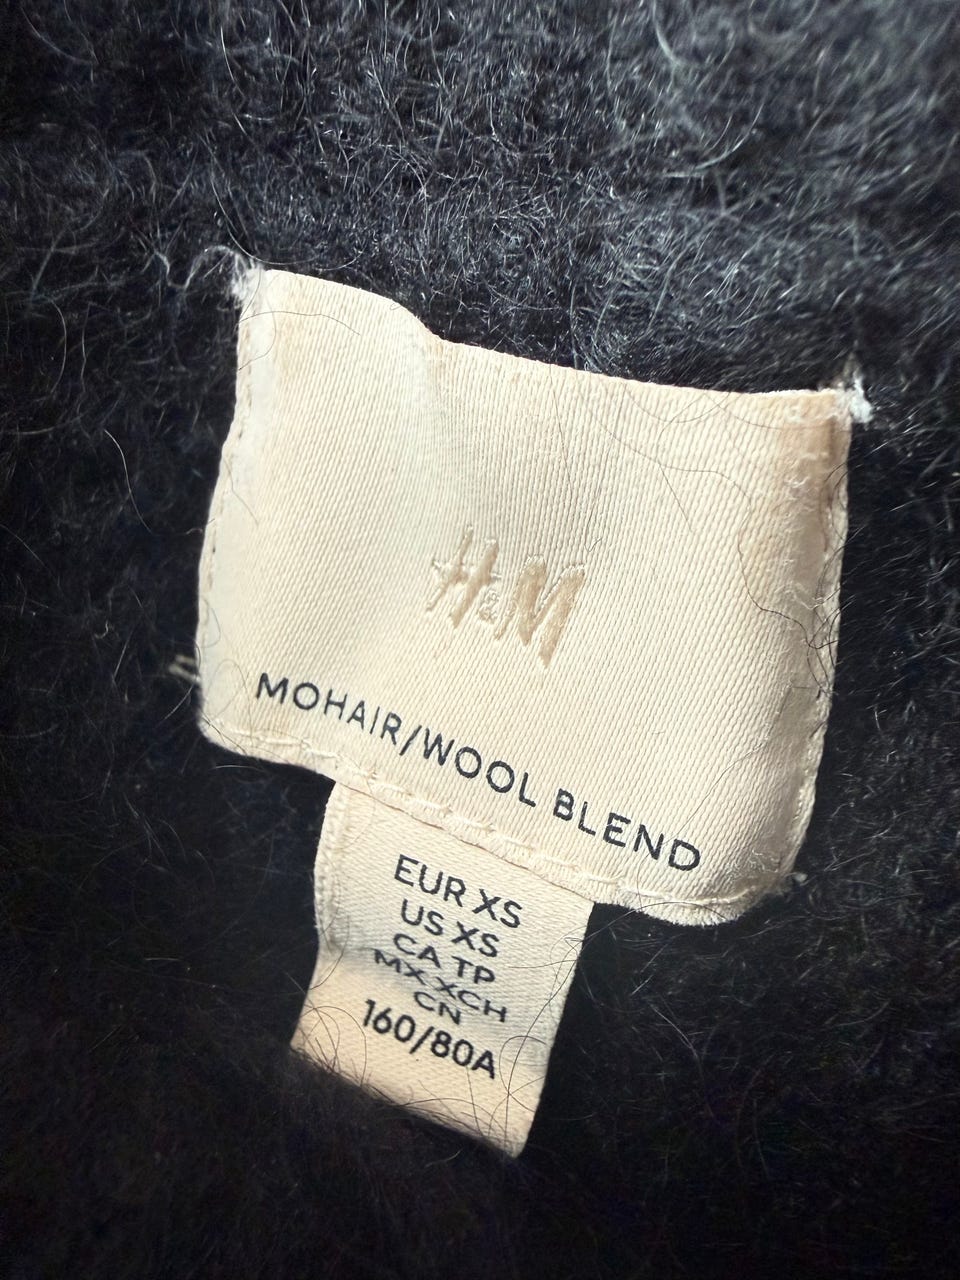 H&M
MOHAIR/WOOL BLEND
EUR XS
US XS
CA TP
MX XCH
CN
160/80A